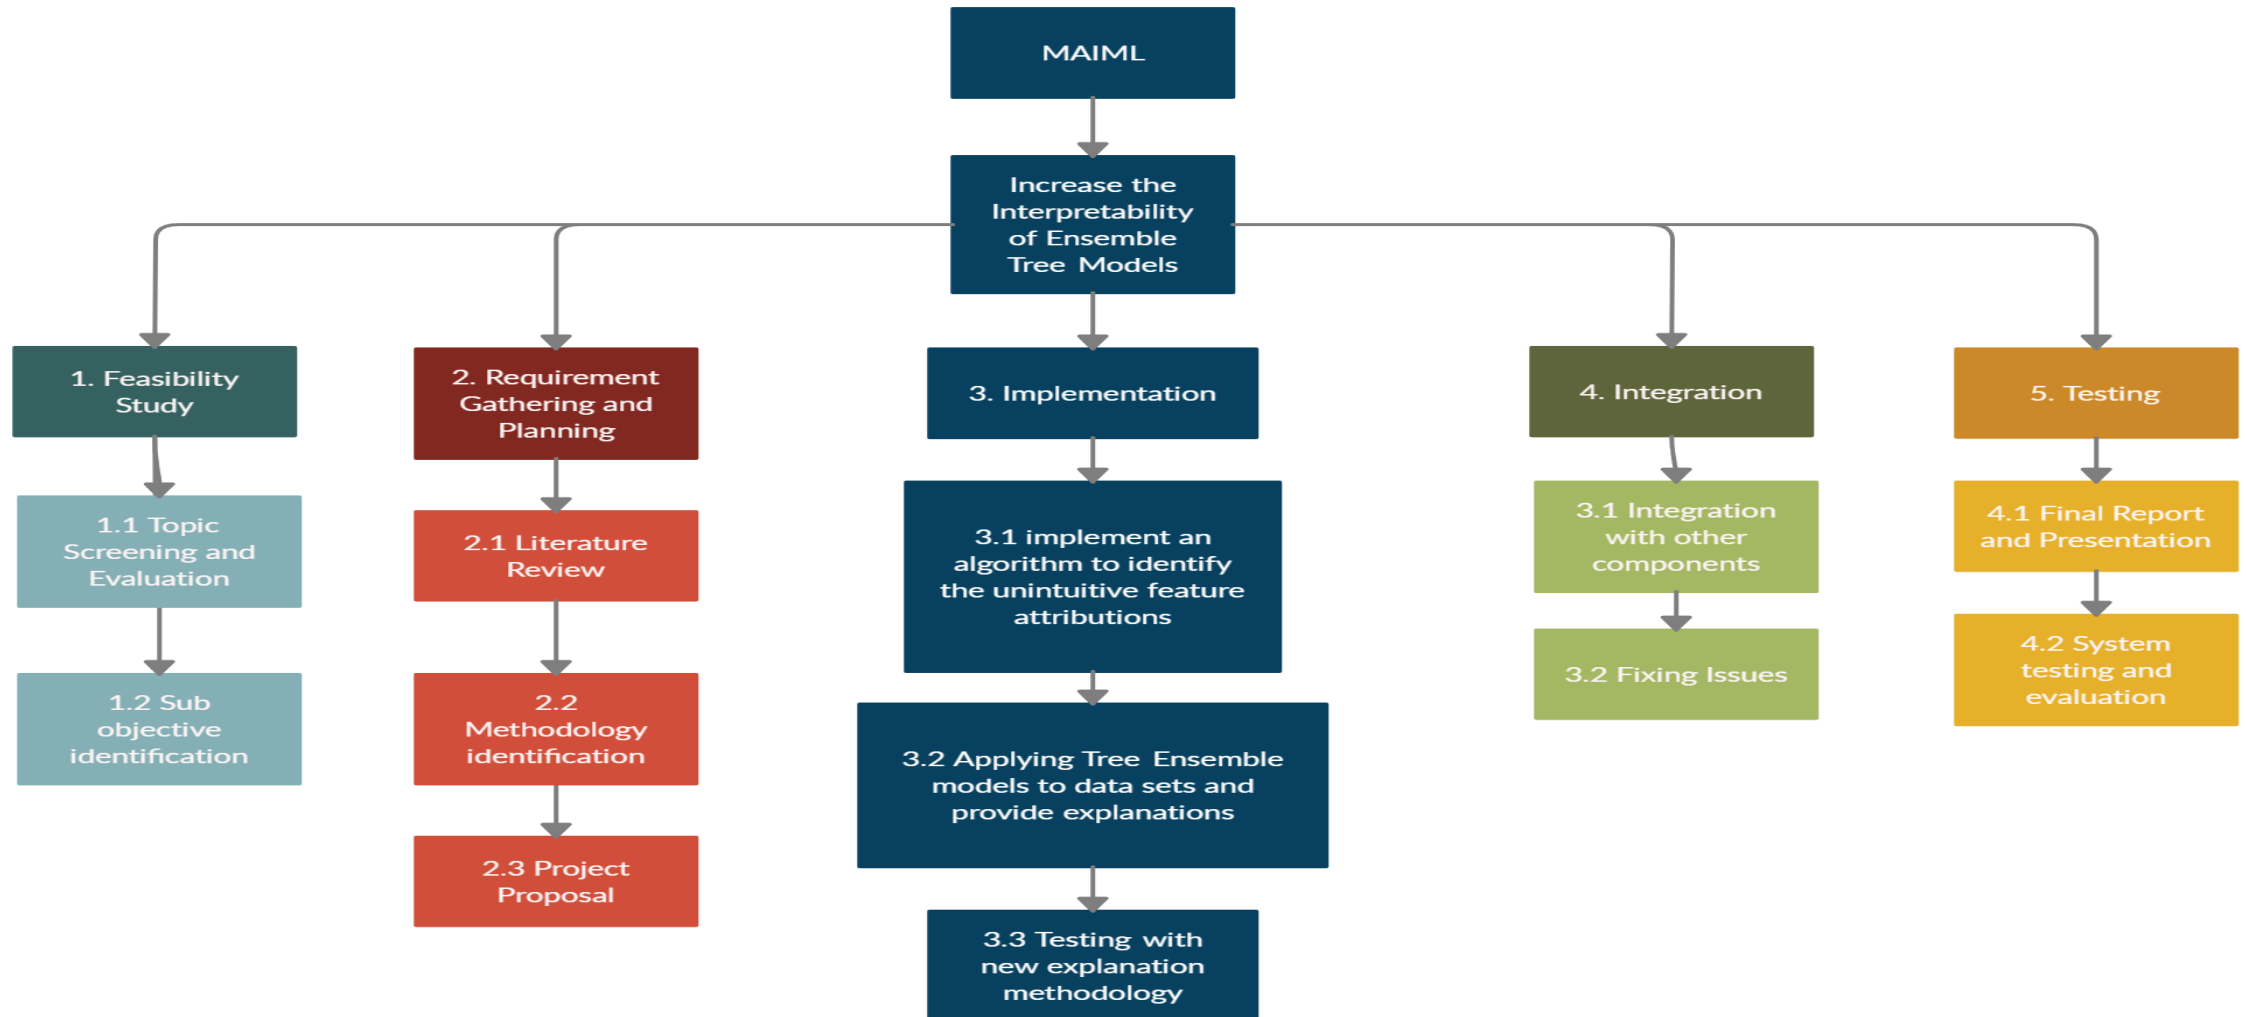 MAIML
Increase the
Interpretability
of Ensemble
Tree Models
1. Feasibility
Study
1.1 Topic
Screening and
Evaluation
1.2 Sub
objective
identification
2. Requirement
Gathering and
Planning
2.1 Literature
Review
2.2
Methodology
identification
2.3 Project
Proposal
3. Implementation
3.1 implement an
algorithm to identify
the unintuitive feature
attributions
3.2 Applying Tree Ensemble
models to data sets and
provide explanations
3.3 Testing with
new explanation
methodology
4. Integration
3.1 Integration
with other
components
3.2 Fixing Issues
5. Testing
4.1 Final Report
and Presentation
4.2 System
testing and
evaluation